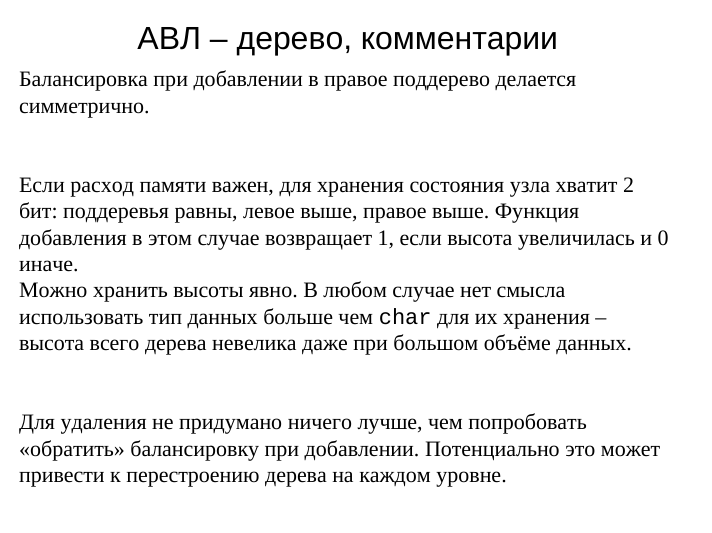 АВЛ – дерево, комментарии
Балансировка при добавлении в правое поддерево делается
симметрично.
Если расход памяти важен, для хранения состояния узла хватит 2
бит: поддеревья равны, левое выше, правое выше. Функция
добавления в этом случае возвращает 1, если высота увеличилась и 0
иначе.
Можно хранить высоты явно. В любом случае нет смысла
использовать тип данных больше чем char для их хранения –
высота всего дерева невелика даже при большом объёме данных.
Для удаления не придумано ничего лучше, чем попробовать
«обратить» балансировку при добавлении. Потенциально это может
привести к перестроению дерева на каждом уровне.